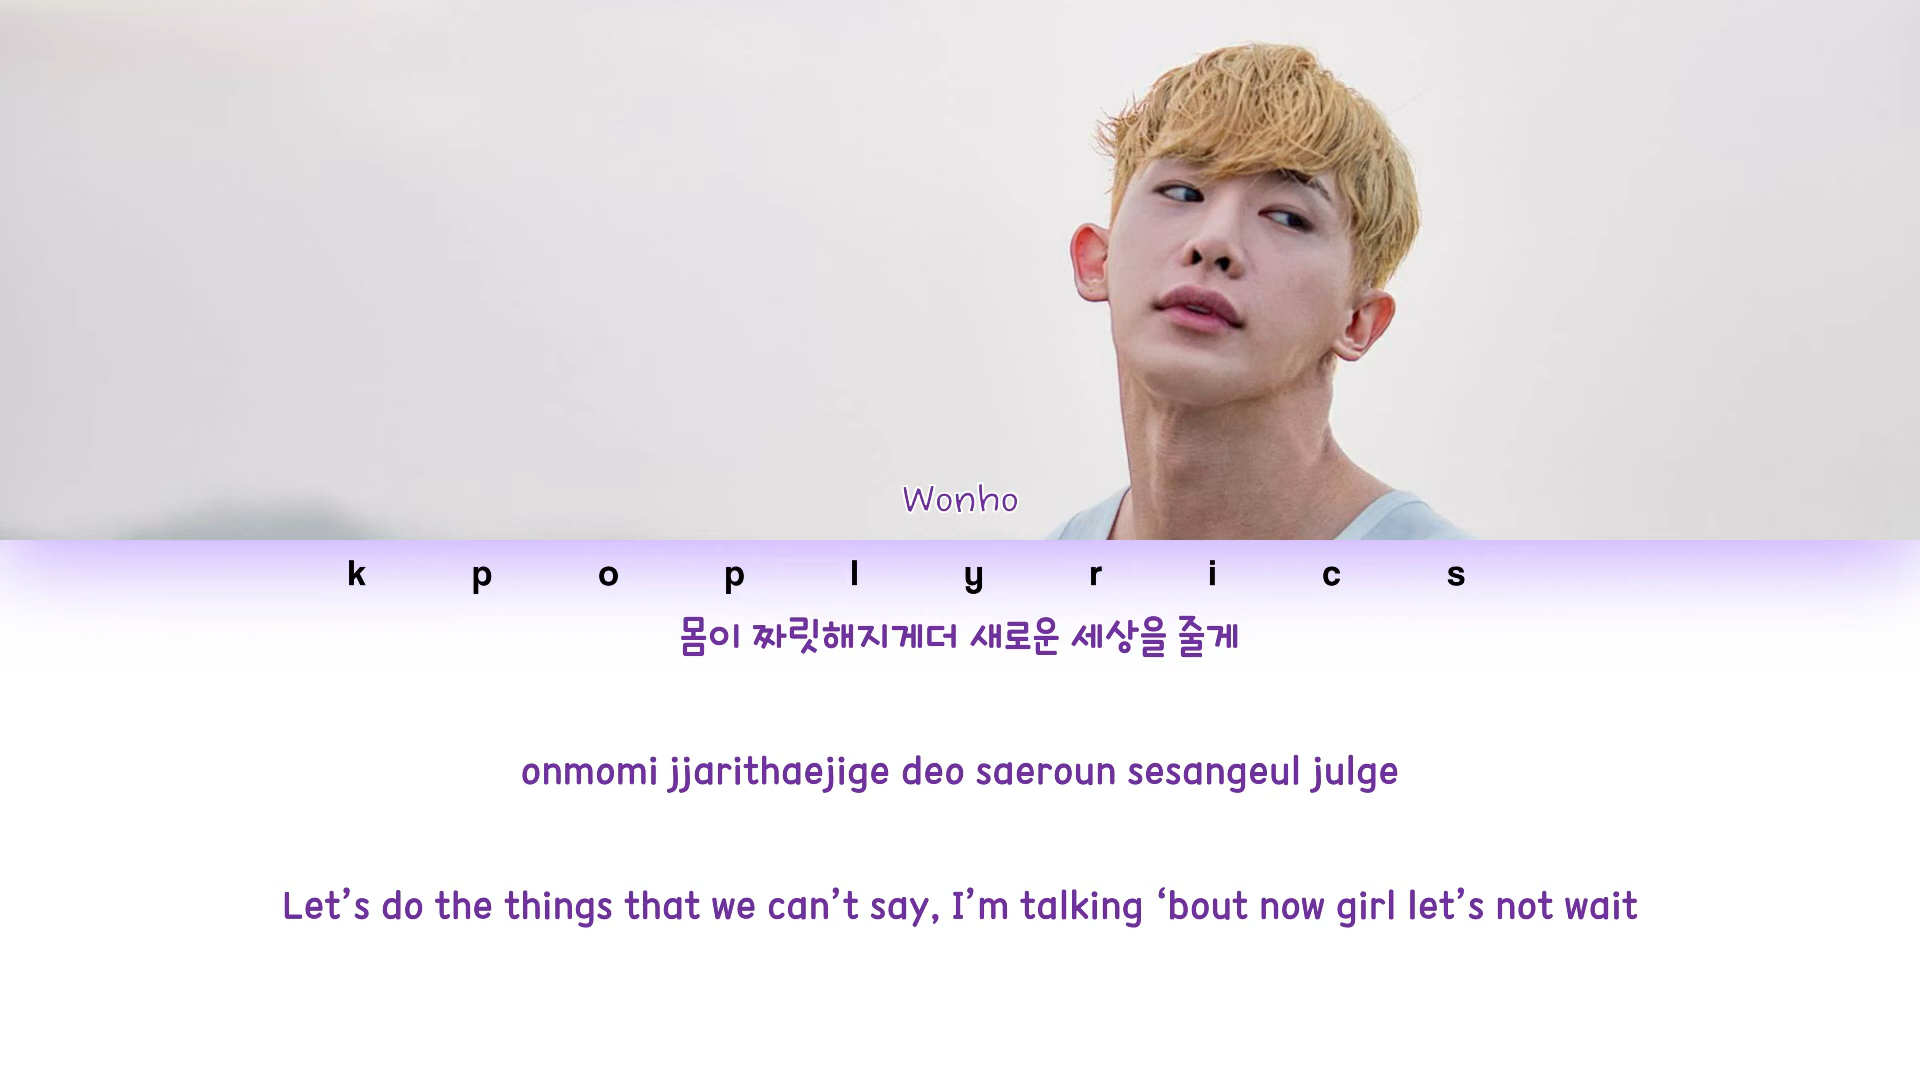 Wonho
k p o p l y r i c s
몸이 짜릿해지게더 새로운 세상을 줄게
onmomi jjarithaejige deo saeroun sesangeul julge
Let’s do the things that we can’t say, I’m talking ‘bout now girl let’s not wait